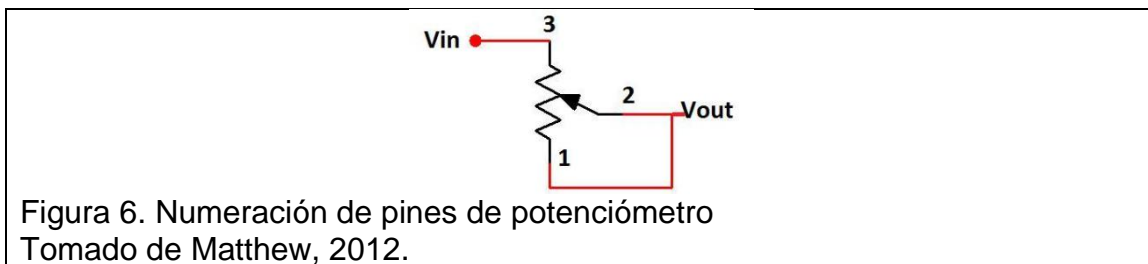 3
Vin
2
Vout
1
Figura 6. Numeración de pines de potenciómetro
Tomado de Matthew, 2012.